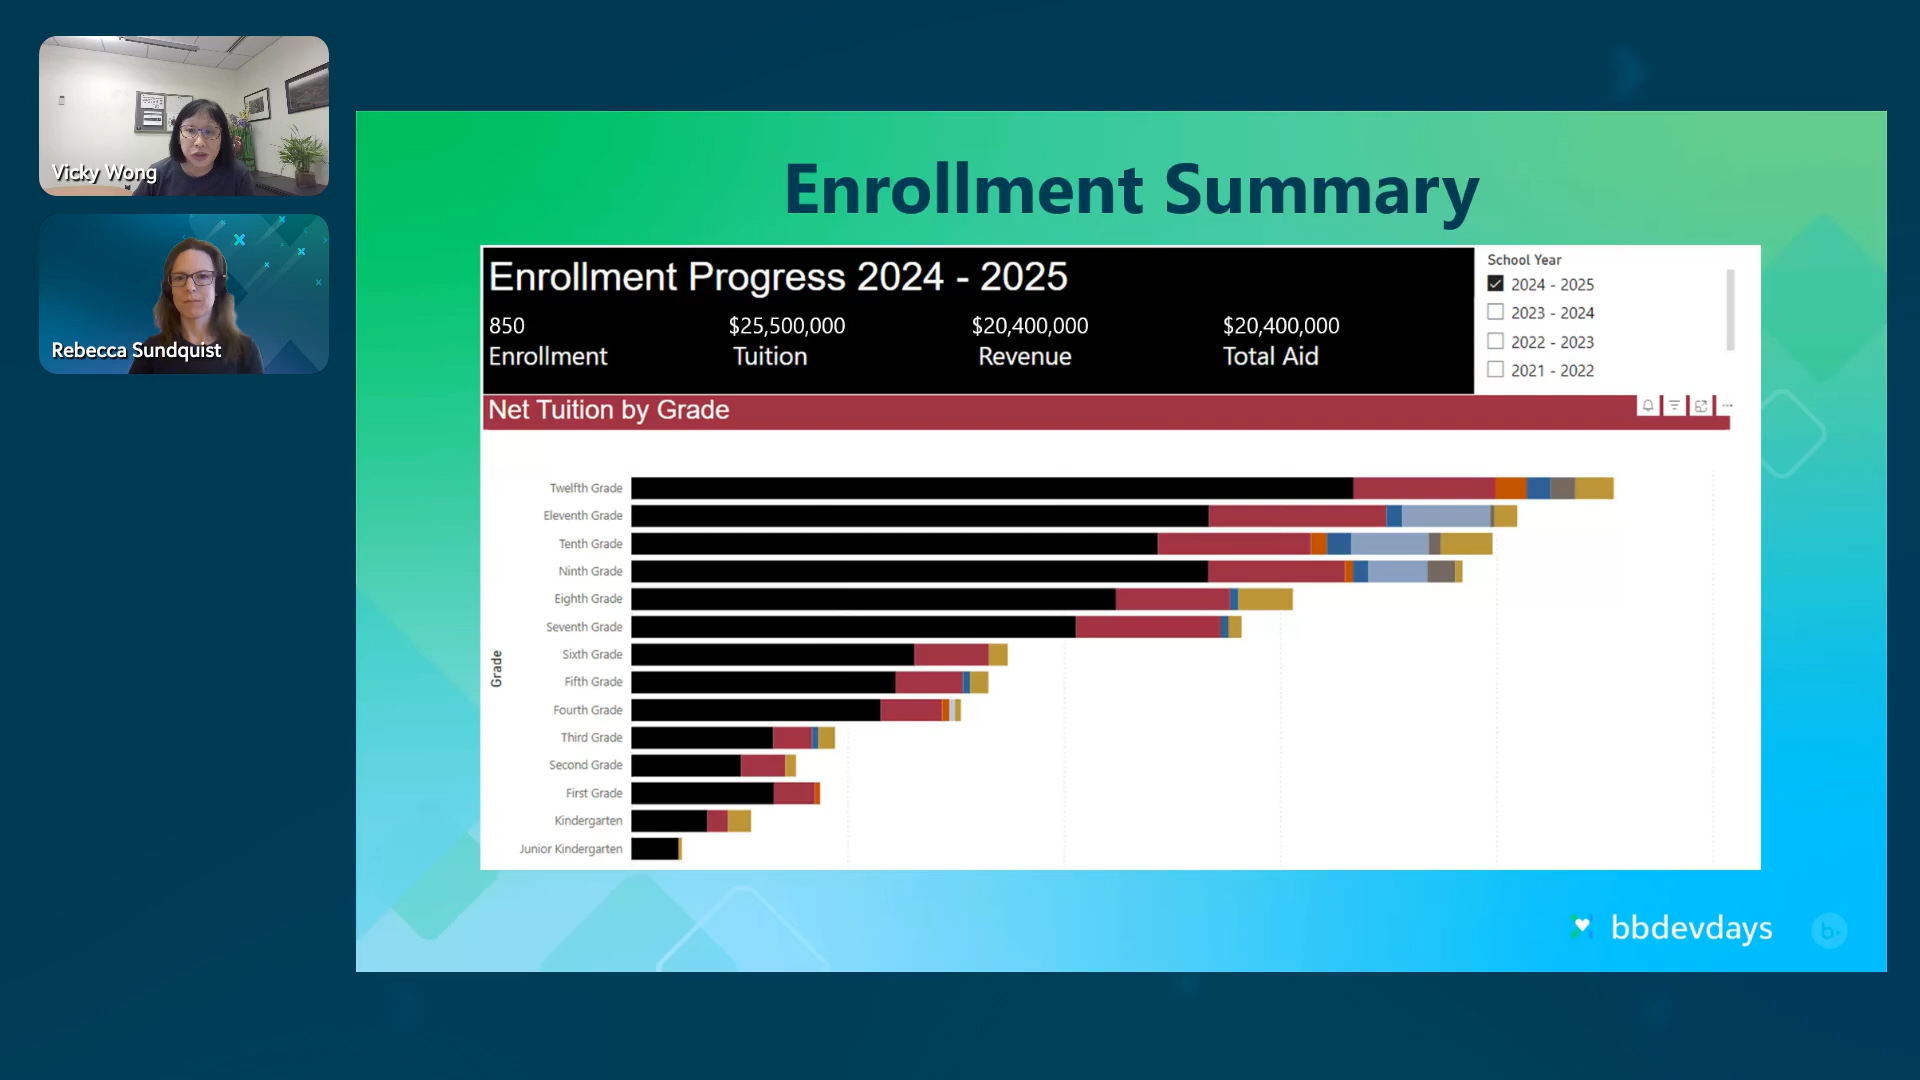 Vicky Wong
Rebecca Sundquist
Enrollment Summary
Enrollment Progress 2024 - 2025
850
$25,500,000
$20,400,000
$20,400,000
Enrollment
Tuition
Revenue
Total Aid
School Year
2024 - 2025
2023 - 2024
2022 - 2023
2021 - 2022
Net Tuition by Grade
Grade
Twelfth Grade
Eleventh Grade
Tenth Grade
Ninth Grade
Eighth Grade
Seventh Grade
Sixth Grade
Fifth Grade
Fourth Grade
Third Grade
Second Grade
First Grade
Kindergarten
Junior Kindergarten
bbdevdays
b